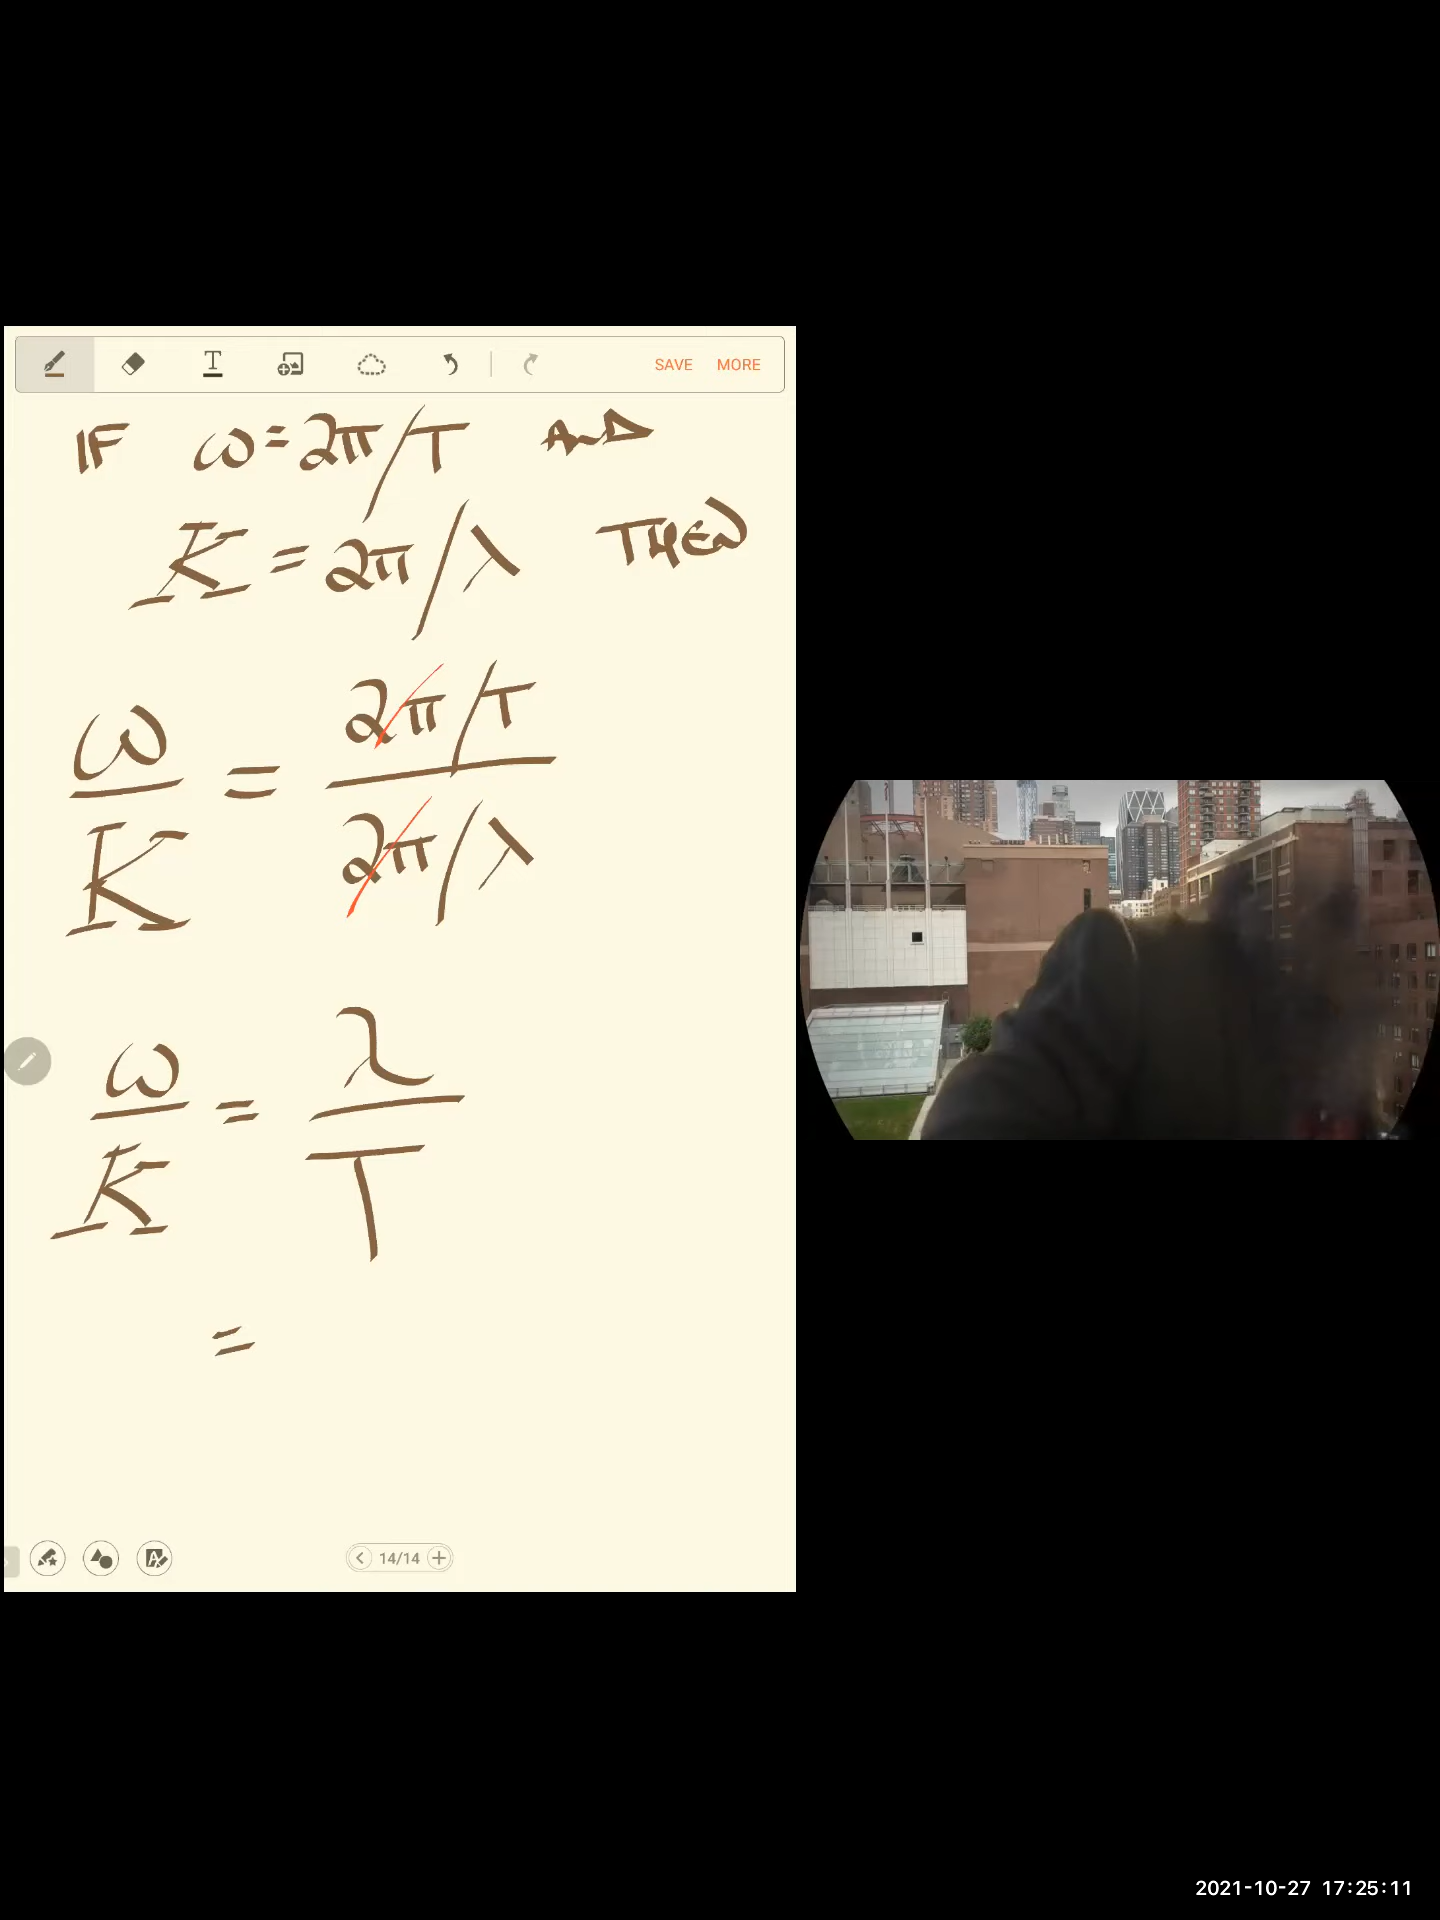 SAVE MORE
IF ω = 2π/T AND
K = 2π/λ THEN
ω/K = (2π/T)/(2π/λ)
ω/K = λ/T
=
14/14
2021-10-27 17:25:11